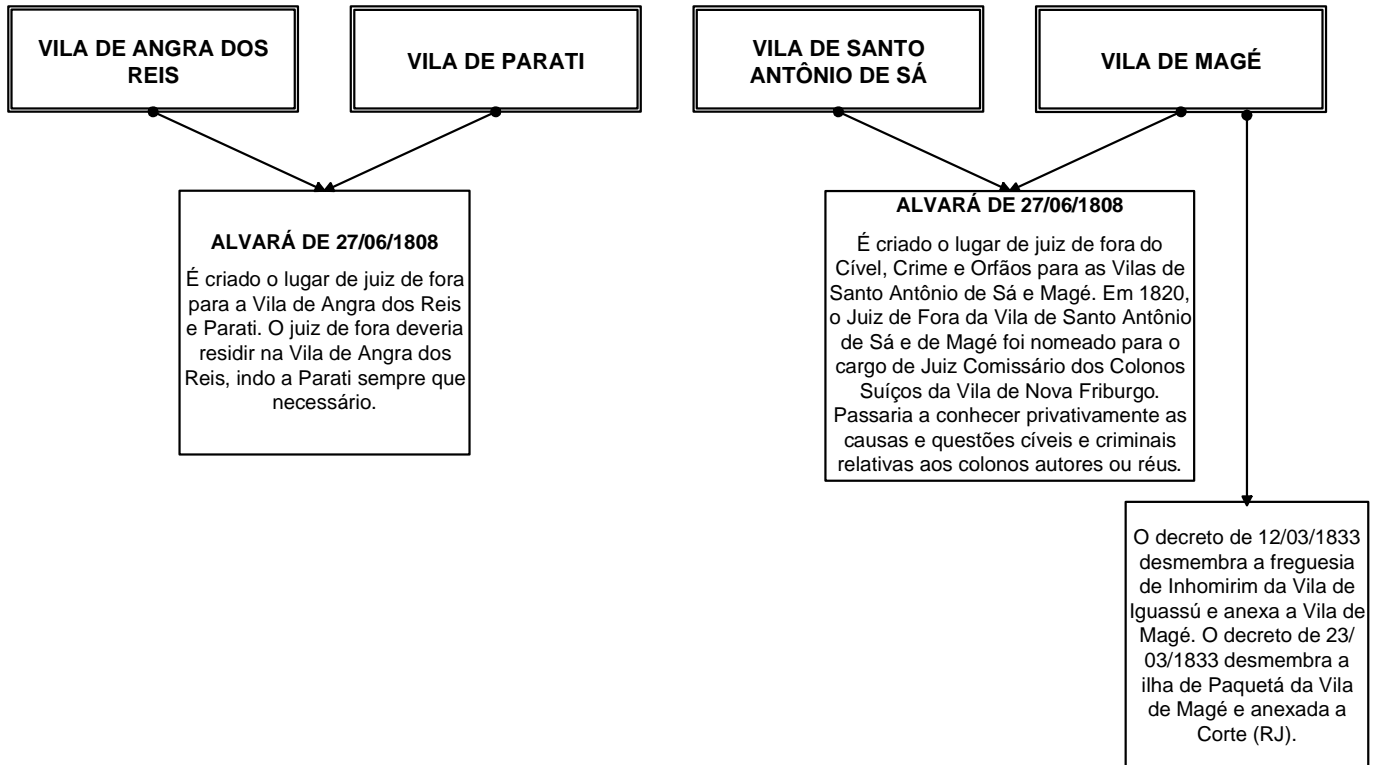 VILA DE ANGRA DOS
REIS
VILA DE PARATI
VILA DE SANTO
ANTÔNIO DE SÁ
VILA DE MAGÉ
ALVARÁ DE 27/06/1808
É criado o lugar de juiz de fora
para a Vila de Angra dos Reis
e Parati. O juiz de fora deveria
residir na Vila de Angra dos
Reis, indo a Parati sempre que
necessário.
ALVARÁ DE 27/06/1808
É criado o lugar de juiz de fora do
Cível, Crime e Orfãos para as Vilas de
Santo Antônio de Sá e Magé. Em 1820,
o Juiz de Fora da Vila de Santo Antônio
de Sá e de Magé foi nomeado para o
cargo de Juiz Comissário dos Colonos
Suíços da Vila de Nova Friburgo.
Passaria a conhecer privativamente as
causas e questões cíveis e criminais
relativas aos colonos autores ou réus.
O decreto de 12/03/1833
desmembra a freguesia
de Inhomirim da Vila de
Iguassú e anexa a Vila de
Magé. O decreto de 23/
03/1833 desmembra a
ilha de Paquetá da Vila
de Magé e anexada a
Corte (RJ).